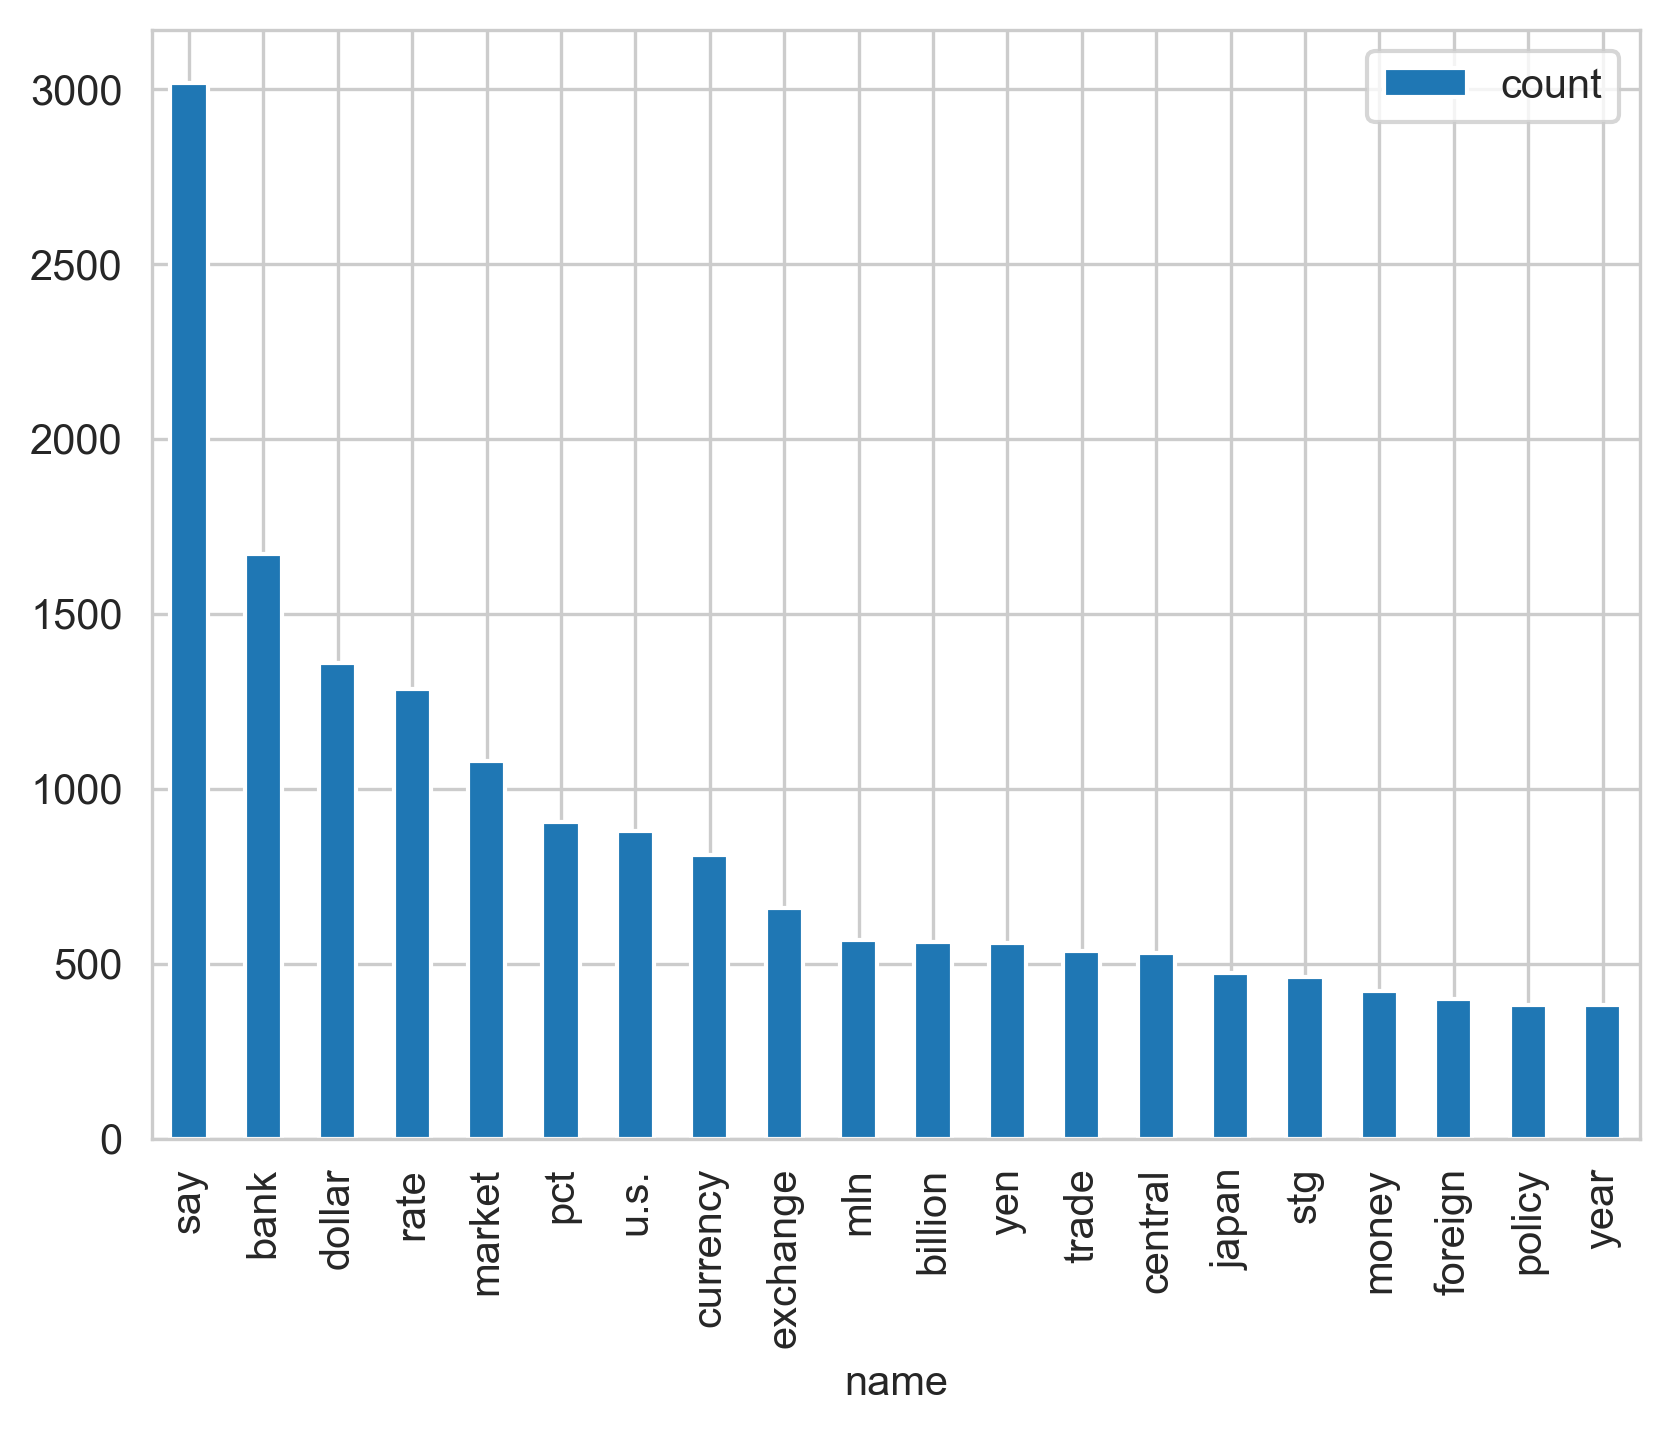 count
3000
2500
2000
1500
1000
500
0
say
bank
dollar
rate
market
pct
u.s.
currency
exchange
mln
billion
yen
trade
central
japan
stg
money
foreign
policy
year
name